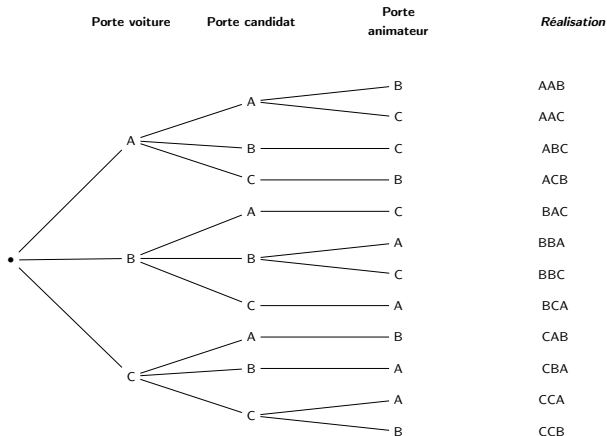 Porte voiture Porte candidat Porte animateur Réalisation
B AAB
A
C AAC
A B C ABC
C B ACB
A C BAC
A BBA
B B
C BBC
C A BCA
A B CAB
C B A CBA
A CCA
C
B CCB